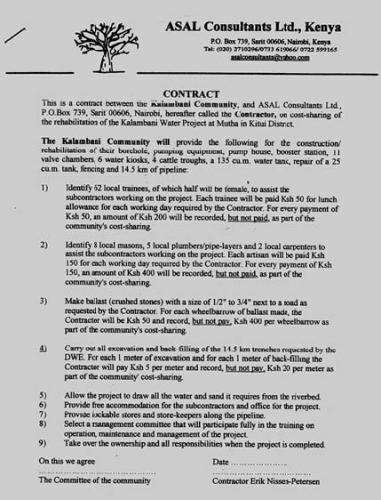 ASAL Consultants Ltd., Kenya
P.O. Box 739, Sarit 00606, Nairobi, Kenya
Tel: (020) 2710296/0733 619066/ 0722 599165
asalconsultants@yahoo.com
CONTRACT
This is a contract between the Kalambani Community, and ASAL Consultants Ltd.,
P.O.Box 739, Sarit 00606, Nairobi, hereafter called the Contractor, on cost-sharing of
the rehabilitation of the Kalambani Water Project at Mutha in Kitui District.
The Kalambani Community will provide the following for the construction/
rehabilitation of their borehole, pumping equipment, pump house, booster station, 11
valve chambers, 6 water kiosks, 4 cattle troughs, a 135 cu.m. water tank, repair of a 25
cu.m. tank, fencing and 14.5 km of pipeline:
1) Identify 62 local trainees, of which half will be female, to assist the
subcontractors working on the project. Each trainee will be paid Ksh 50 for lunch
allowance for each working day required by the Contractor. For every payment of
Ksh 50, an amount of Ksh 200 will be recorded, but not paid, as part of the
community's cost-sharing.
2) Identify 8 local masons, 5 local plumbers/pipe-layers and 2 local carpenters to
assist the subcontractors working on the project. Each artisan will be paid Ksh
150 for each working day required by the Contractor. For every payment of Ksh
150, an amount of Ksh 400 will be recorded, but not paid, as part of the
community's cost-sharing.
3) Make ballast (crushed stones) with a size of 1/2" to 3/4" next to a road as
requested by the Contractor. For each wheelbarrow of ballast made, the
Contractor will be Ksh 50 and record, but not pay, Ksh 400 per wheelbarrow as
part of the community's cost-sharing.
4) Carry out all excavation and back-filling of the 14.5 km trenches requested by the
DWE. For each 1 meter of excavation and for each 1 meter of back-filling the
Contractor will pay Ksh 5 per meter and record, but not pay, Ksh 20 per meter as
part of the community' cost-sharing.
5) Allow the project to draw all the water and sand it requires from the riverbed.
6) Provide free accommodation for the subcontractors and office for the project.
7) Provide lockable stores and store-keepers along the pipeline.
8) Select a management committee that will participate fully in the training on
operation, maintenance and management of the project.
9) Take over the ownership and all responsibilities when the project is completed.
On this we agree Date ...................
The Committee of the community Contractor Erik Nissen-Petersen